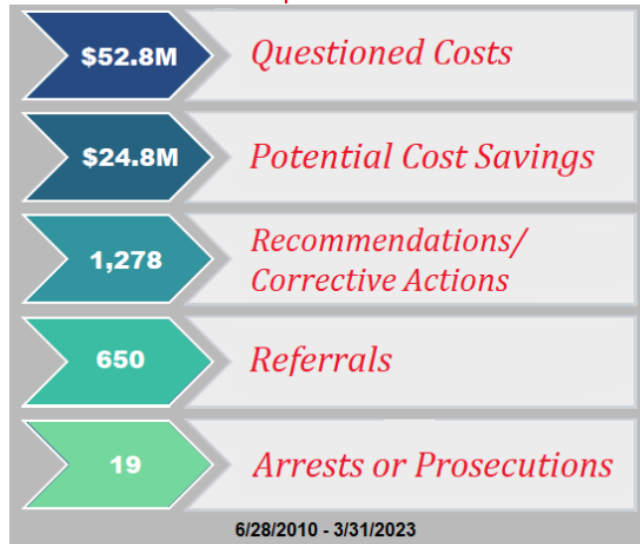 $52.8M Questioned Costs
$24.8M Potential Cost Savings
1,278 Recommendations/
Corrective Actions
650 Referrals
19 Arrests or Prosecutions
6/28/2010 - 3/31/2023